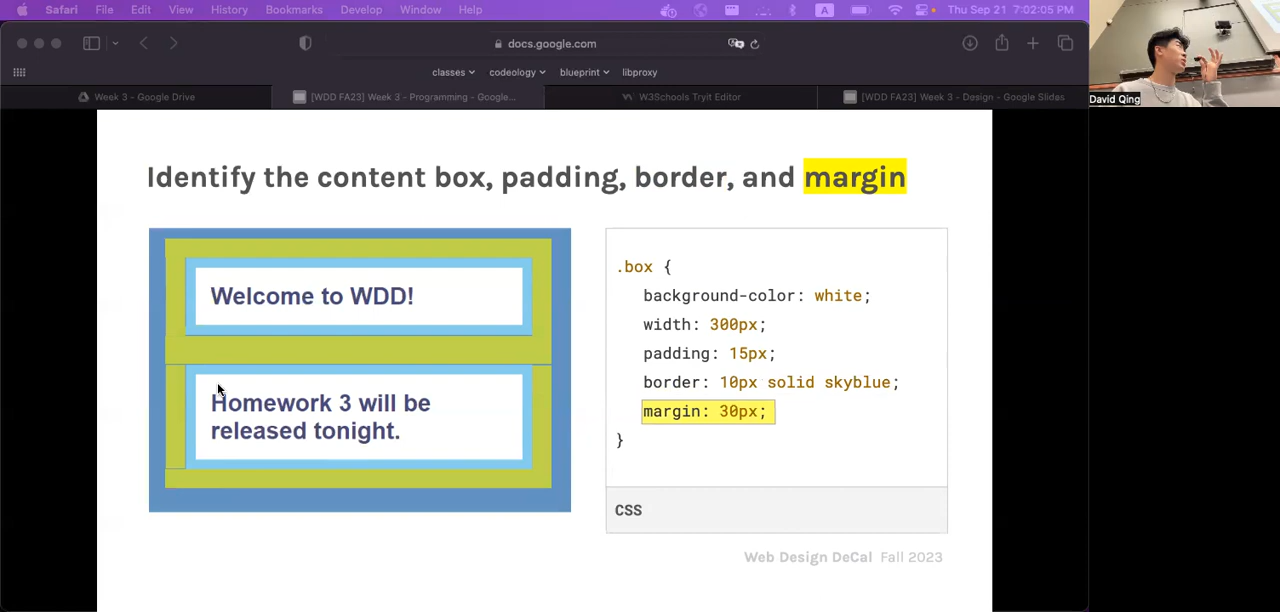 Safari File Edit View History Bookmarks Develop Window Help A Thu Sep 21 7:02:05 PM
docs.google.com
classes codeology blueprint libproxy
Week 3 - Google Drive [WDD FA23] Week 3 - Programming - Google... W3Schools Tryit Editor [WDD FA23] Week 3 - Design - Google Slides
David Qing
Identify the content box, padding, border, and margin
Welcome to WDD!
Homework 3 will be
released tonight.
.box {
background-color: white;
width: 300px;
padding: 15px;
border: 10px solid skyblue;
margin: 30px;
}
CSS
Web Design DeCal Fall 2023